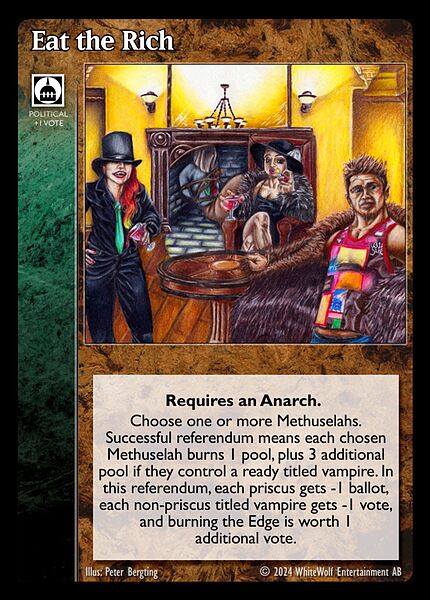 Eat the Rich
POLITICAL
+1 VOTE
Requires an Anarch.
Choose one or more Methuselahs.
Successful referendum means each chosen
Methuselah burns 1 pool, plus 3 additional
pool if they control a ready titled vampire. In
this referendum, each priscus gets -1 ballot,
each non-priscus titled vampire gets -1 vote,
and burning the Edge is worth 1
additional vote.
Illus: Peter Bergting
© 2024 WhiteWolf Entertainment AB